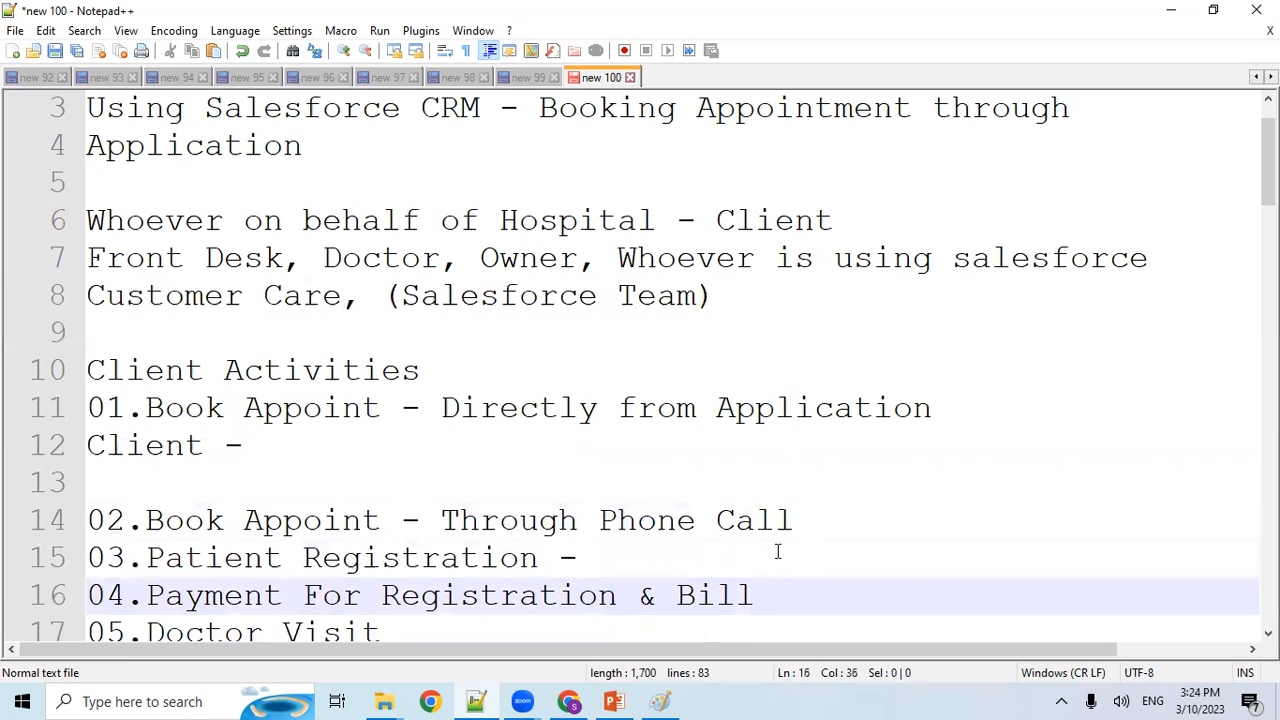 *new 100 - Notepad++
File Edit Search View Encoding Language Settings Tools Macro Run Plugins Window ? X
new 92 new 93 new 94 new 95 new 96 new 97 new 98 new 99 new 100
3 Using Salesforce CRM - Booking Appointment through
4 Application
5
6 Whoever on behalf of Hospital - Client
7 Front Desk, Doctor, Owner, Whoever is using salesforce
8 Customer Care, (Salesforce Team)
9
10 Client Activities
11 01.Book Appoint - Directly from Application
12 Client -
13
14 02.Book Appoint - Through Phone Call
15 03.Patient Registration -
16 04.Payment For Registration & Bill
17 05.Doctor Visit
Normal text file length : 1,700 lines : 83 Ln : 16 Col : 36 Sel : 0 | 0 Windows (CR LF) UTF-8 INS
Type here to search zoom ENG 3:24 PM
3/10/2023 7